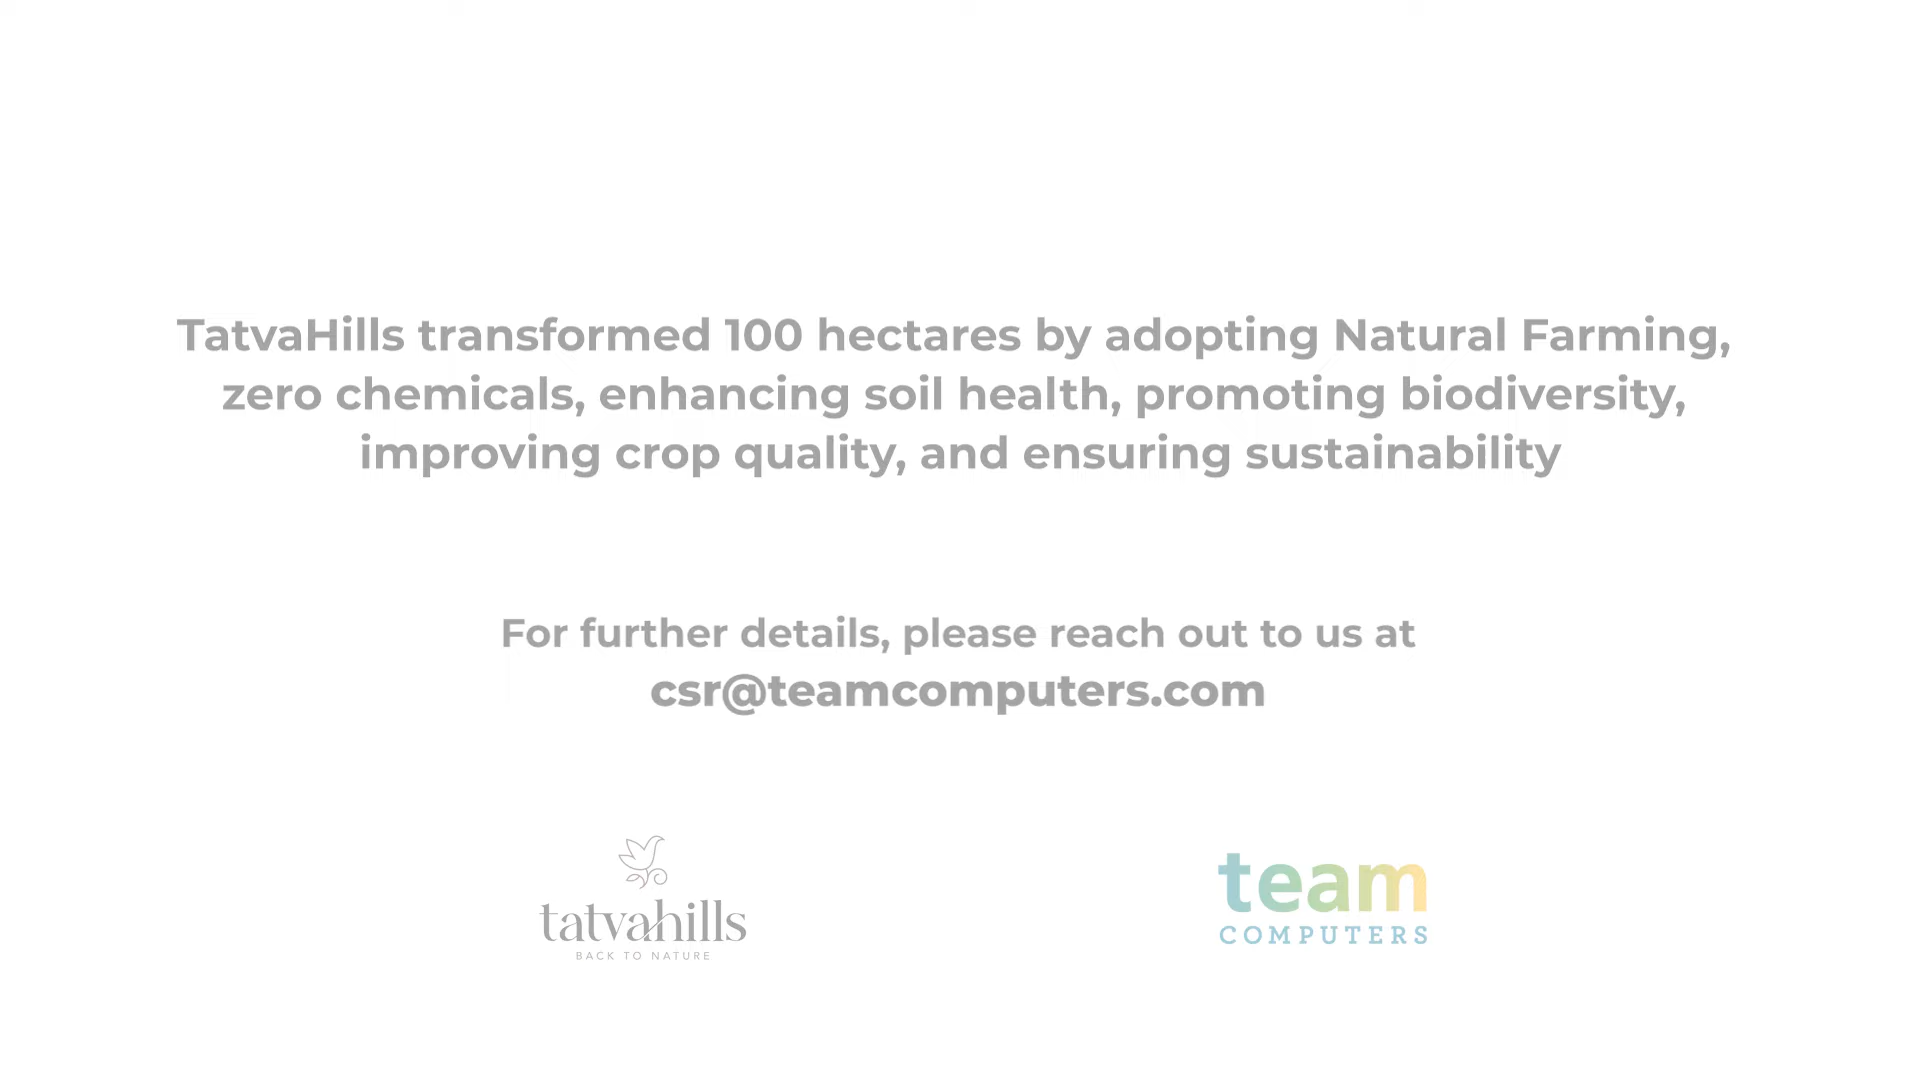 TatvaHills transformed 100 hectares by adopting Natural Farming,
zero chemicals, enhancing soil health, promoting biodiversity,
improving crop quality, and ensuring sustainability
For further details, please reach out to us at
csr@teamcomputers.com
tatvahills
BACK TO NATURE
team
COMPUTERS